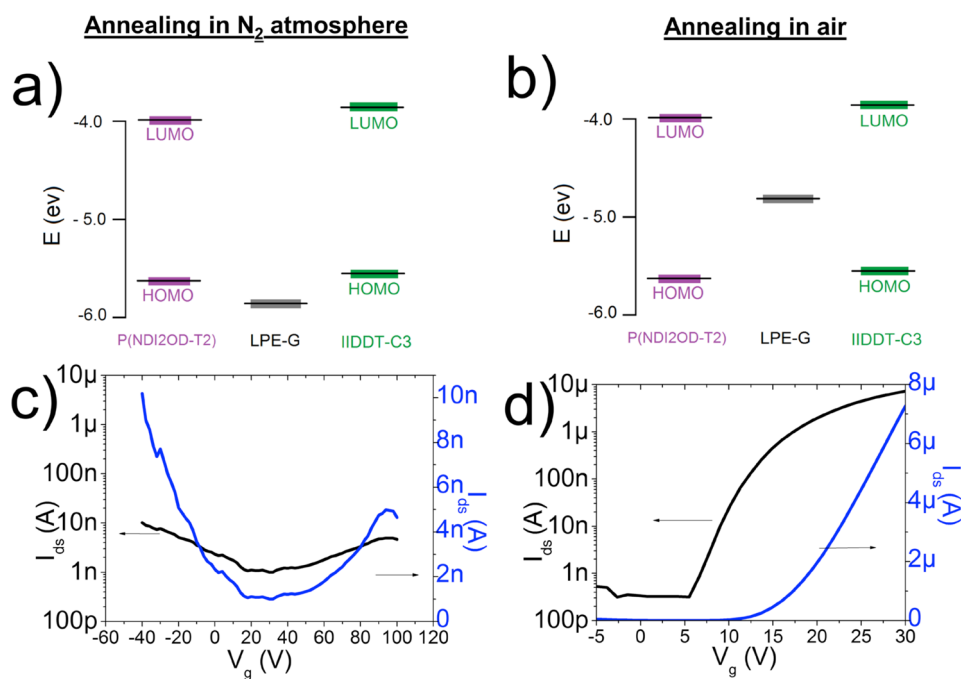 Annealing in N2 atmosphere
Annealing in air
a)
-4.0
- 5.0
-6.0
E (ev)
LUMO
HOMO
LUMO
HOMO
P(NDI2OD-T2)
LPE-G
IIDDT-C3
b)
-4.0
- 5.0
-6.0
E (ev)
LUMO
HOMO
LUMO
HOMO
P(NDI2OD-T2)
LPE-G
IIDDT-C3
c)
10µ
1µ
100n
10n
1n
100p
Ids (A)
10n
8n
6n
4n
2n
0
Ids (A)
-60 -40 -20 0 20 40 60 80 100 120
Vg (V)
d)
10µ
1µ
100n
10n
1n
100p
Ids (A)
8µ
6µ
4µ
2µ
0
Ids (A)
-5 0 5 10 15 20 25 30
Vg (V)